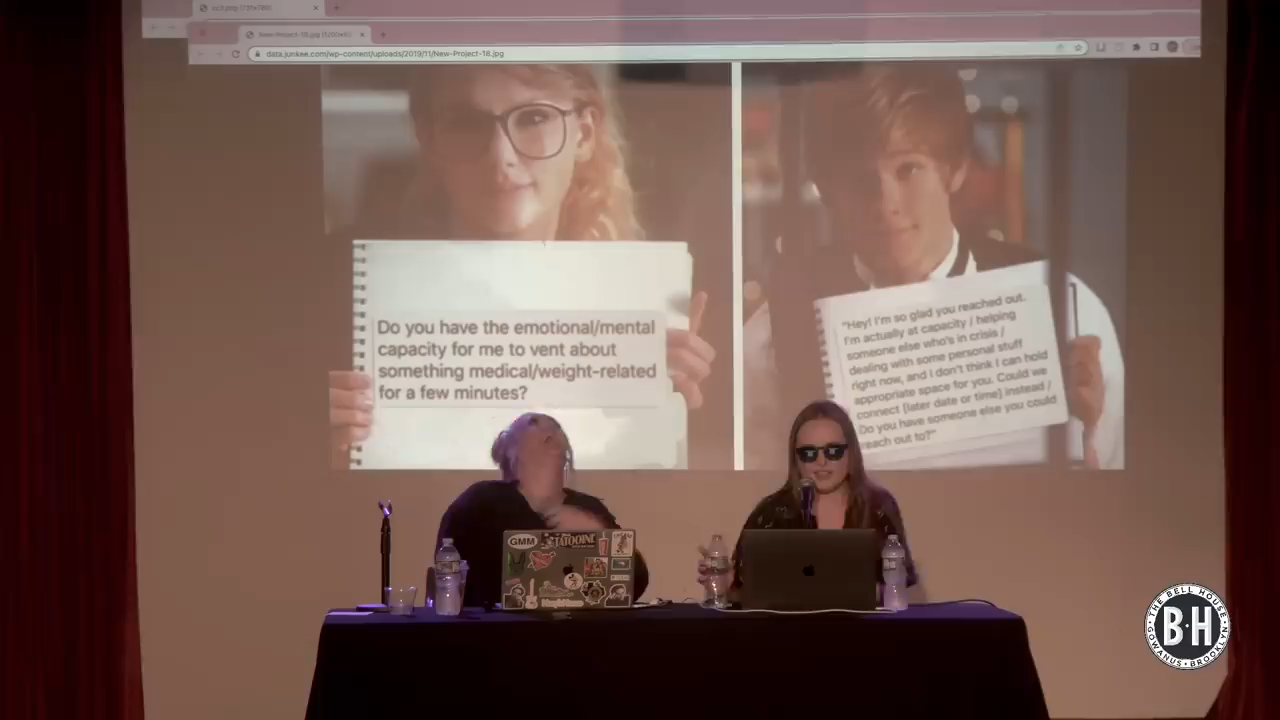 data.junkee.com/wp-content/uploads/2019/11/New-Project-18.jpg
Do you have the emotional/mental
capacity for me to vent about
something medical/weight-related
for a few minutes?
"Hey! I'm so glad you reached out.
I'm actually at capacity / helping
someone else who's in crisis /
dealing with some personal stuff
right now, and I don't think I can hold
appropriate space for you. Could we
connect [later date or time] instead /
Do you have someone else you could
reach out to?"
GMM
TATOOINE
THE BELL HOUSE
B·H
GOWANUS · BROOKLYN